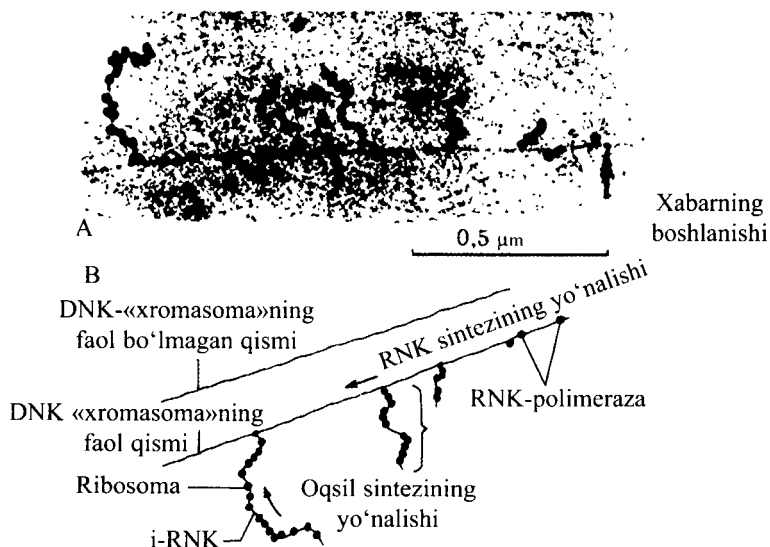 A
0,5 μm
Xabarning
boshlanishi
B
DNK-«xromasoma»ning
faol bo‘lmagan qismi
RNK sintezining yo‘nalishi
DNK «xromasoma»ning
faol qismi
RNK-polimeraza
Ribosoma
Oqsil sintezining
yo‘nalishi
i-RNK